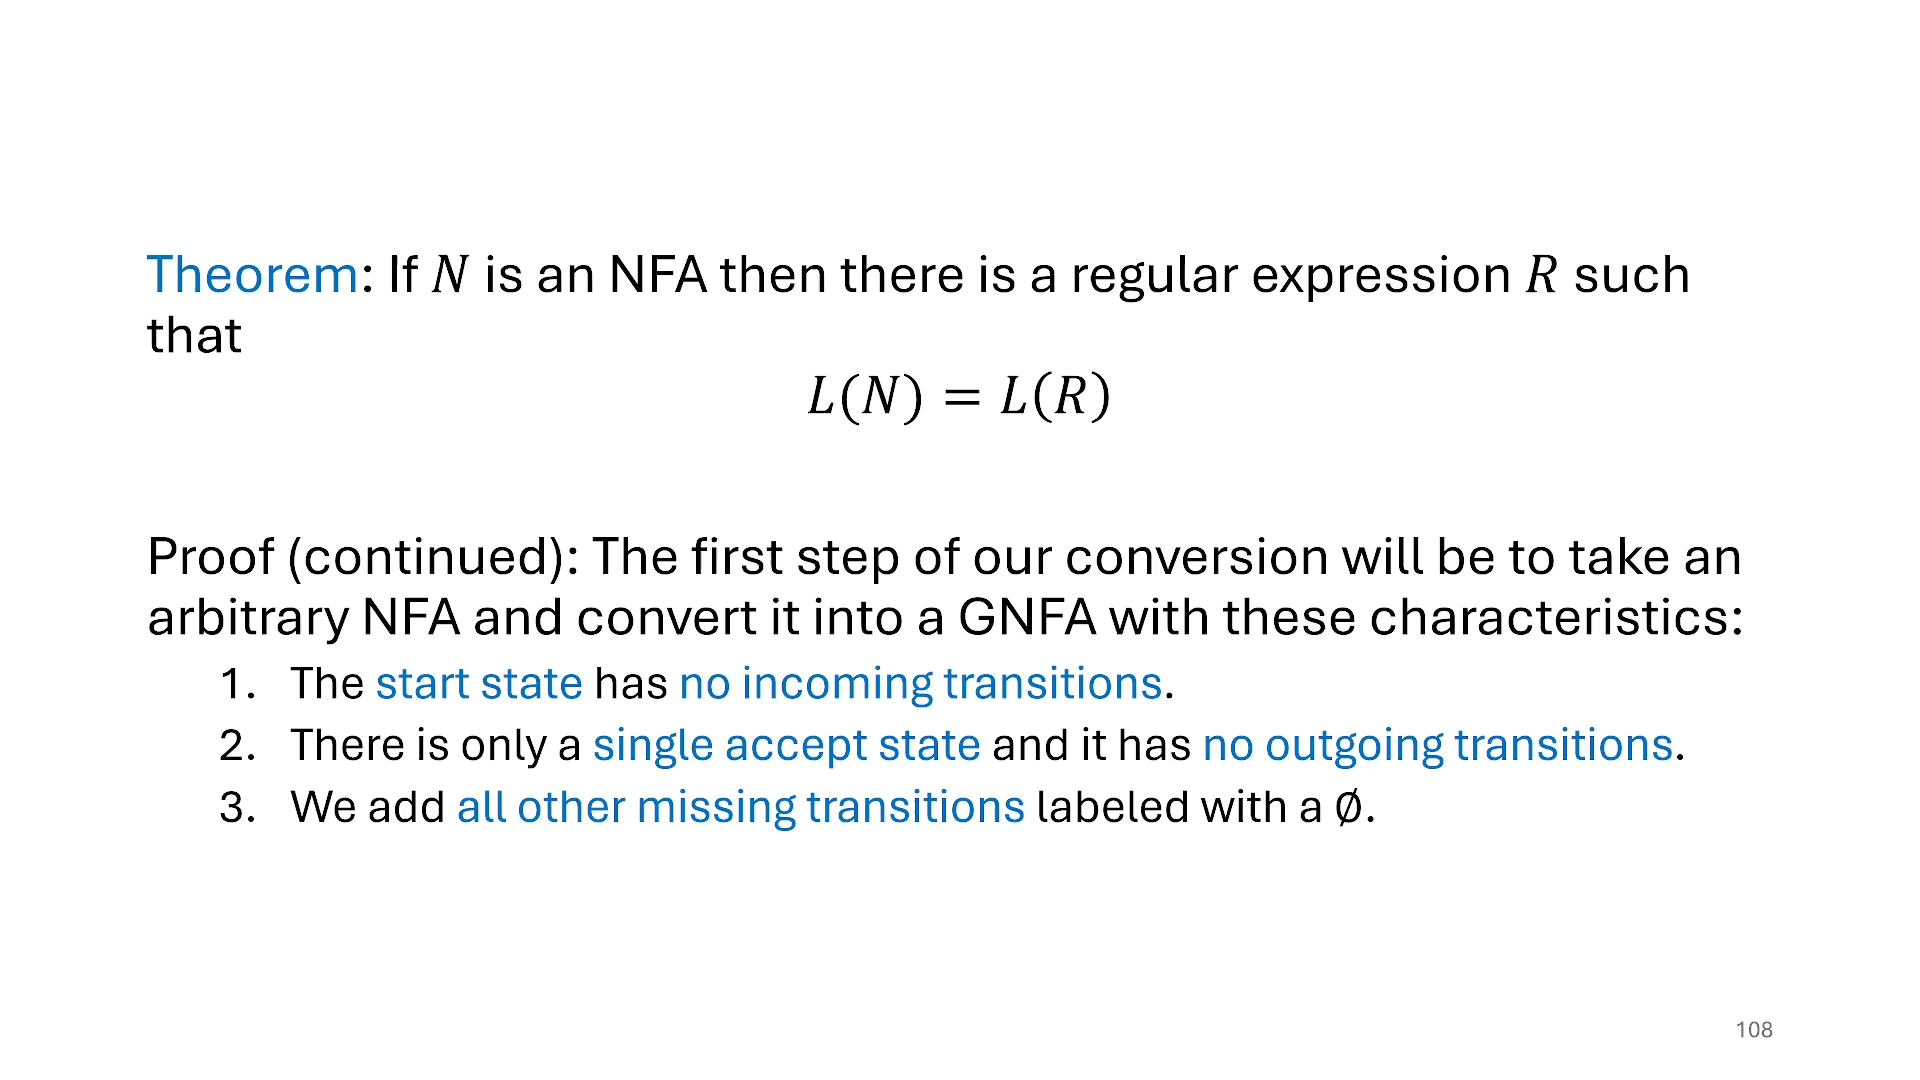 Theorem: If 𝑁 is an NFA then there is a regular expression 𝑅 such
that
𝐿(𝑁) = 𝐿(𝑅)
Proof (continued): The first step of our conversion will be to take an
arbitrary NFA and convert it into a GNFA with these characteristics:
1. The start state has no incoming transitions.
2. There is only a single accept state and it has no outgoing transitions.
3. We add all other missing transitions labeled with a ∅.
108